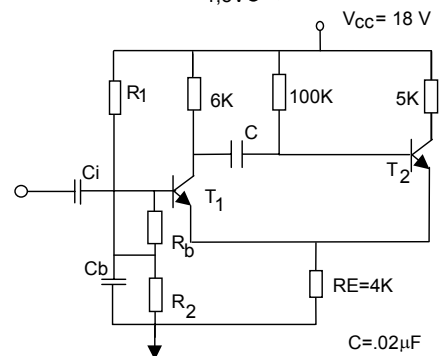 V_CC = 18 V
R_1
6K
100K
5K
C
Ci
T_1
T_2
R_b
Cb
R_2
RE=4K
C=.02µF